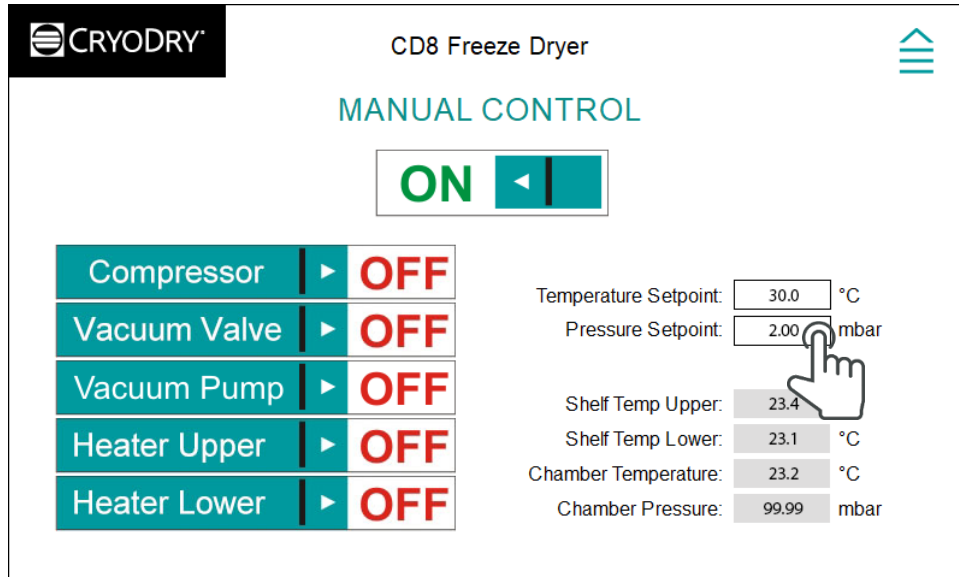 CRYODRY
CD8 Freeze Dryer
MANUAL CONTROL
ON
Compressor OFF
Vacuum Valve OFF
Vacuum Pump OFF
Heater Upper OFF
Heater Lower OFF
Temperature Setpoint: 30.0 °C
Pressure Setpoint: 2.00 mbar
Shelf Temp Upper: 23.4
Shelf Temp Lower: 23.1 °C
Chamber Temperature: 23.2 °C
Chamber Pressure: 99.99 mbar